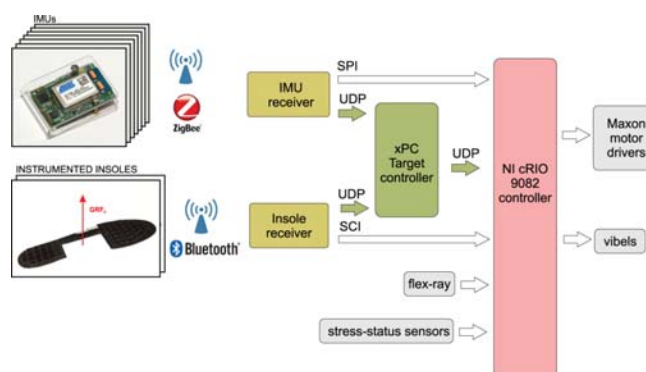 IMUs
ZigBee
IMU
receiver
SPI
UDP
xPC
Target
controller
UDP
NI cRIO
9082
controller
Maxon
motor
drivers
INSTRUMENTED INSOLES
GRFz
Bluetooth
Insole
receiver
UDP
SCI
vibels
flex-ray
stress-status sensors